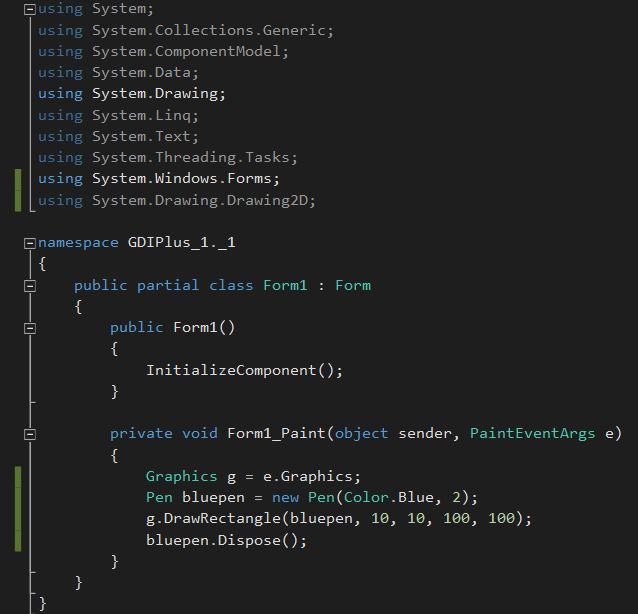 using System;
using System.Collections.Generic;
using System.ComponentModel;
using System.Data;
using System.Drawing;
using System.Linq;
using System.Text;
using System.Threading.Tasks;
using System.Windows.Forms;
using System.Drawing.Drawing2D;

namespace GDIPlus_1._1
{
    public partial class Form1 : Form
    {
        public Form1()
        {
            InitializeComponent();
        }

        private void Form1_Paint(object sender, PaintEventArgs e)
        {
            Graphics g = e.Graphics;
            Pen bluepen = new Pen(Color.Blue, 2);
            g.DrawRectangle(bluepen, 10, 10, 100, 100);
            bluepen.Dispose();
        }
    }
}